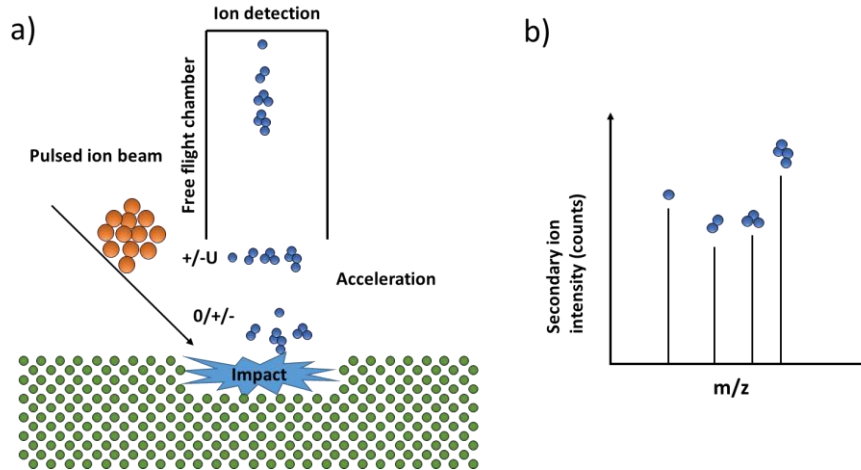 a)
Ion detection
Free flight chamber
Pulsed ion beam
+/-U
Acceleration
0/+/-
Impact
b)
Secondary ion
intensity (counts)
m/z